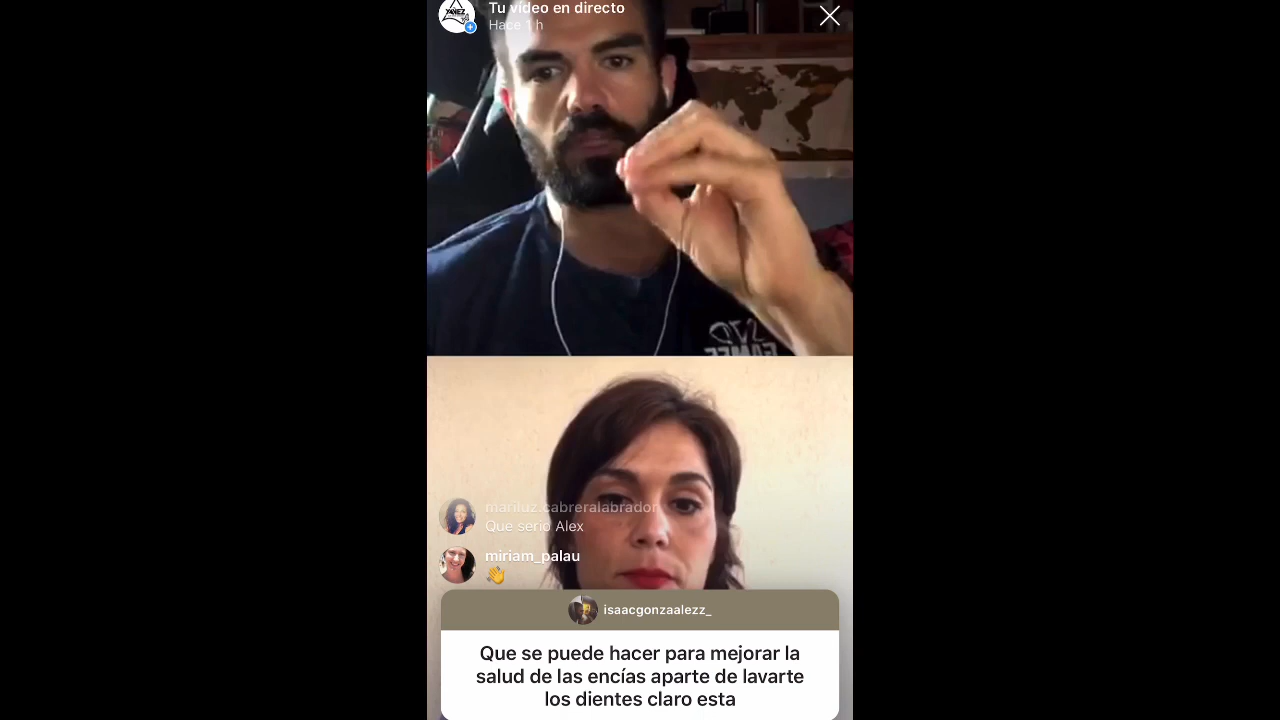 YAÑEZ
Tu vídeo en directo
Hace 1 h
mariluz.cabreralabrador
Que serio Alex
miriam_palau
isaacgonzaalezz_
Que se puede hacer para mejorar la
salud de las encías aparte de lavarte
los dientes claro esta